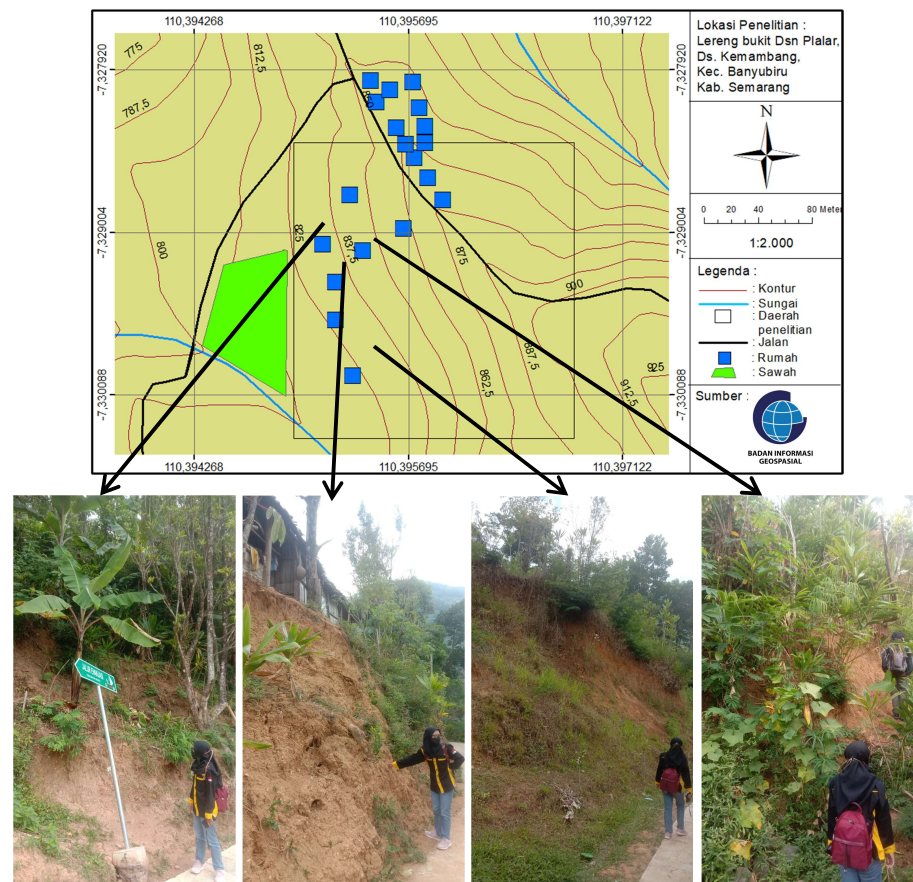 110,394268
110,395695
110,397122
-7,327920
-7,329004
-7,330088
-7,327920
-7,329004
-7,330088
775
812,5
787,5
850
800
825
837,5
875
900
887,5
862,5
912,5
925
110,394268
110,395695
110,397122
Lokasi Penelitian :
Lereng bukit Dsn Plalar,
Ds. Kemambang,
Kec. Banyubiru
Kab. Semarang
N
0 20 40 80 Meter
1:2.000
Legenda :
: Kontur
: Sungai
: Daerah
penelitian
: Jalan
: Rumah
: Sawah
Sumber :
BADAN INFORMASI
GEOSPASIAL